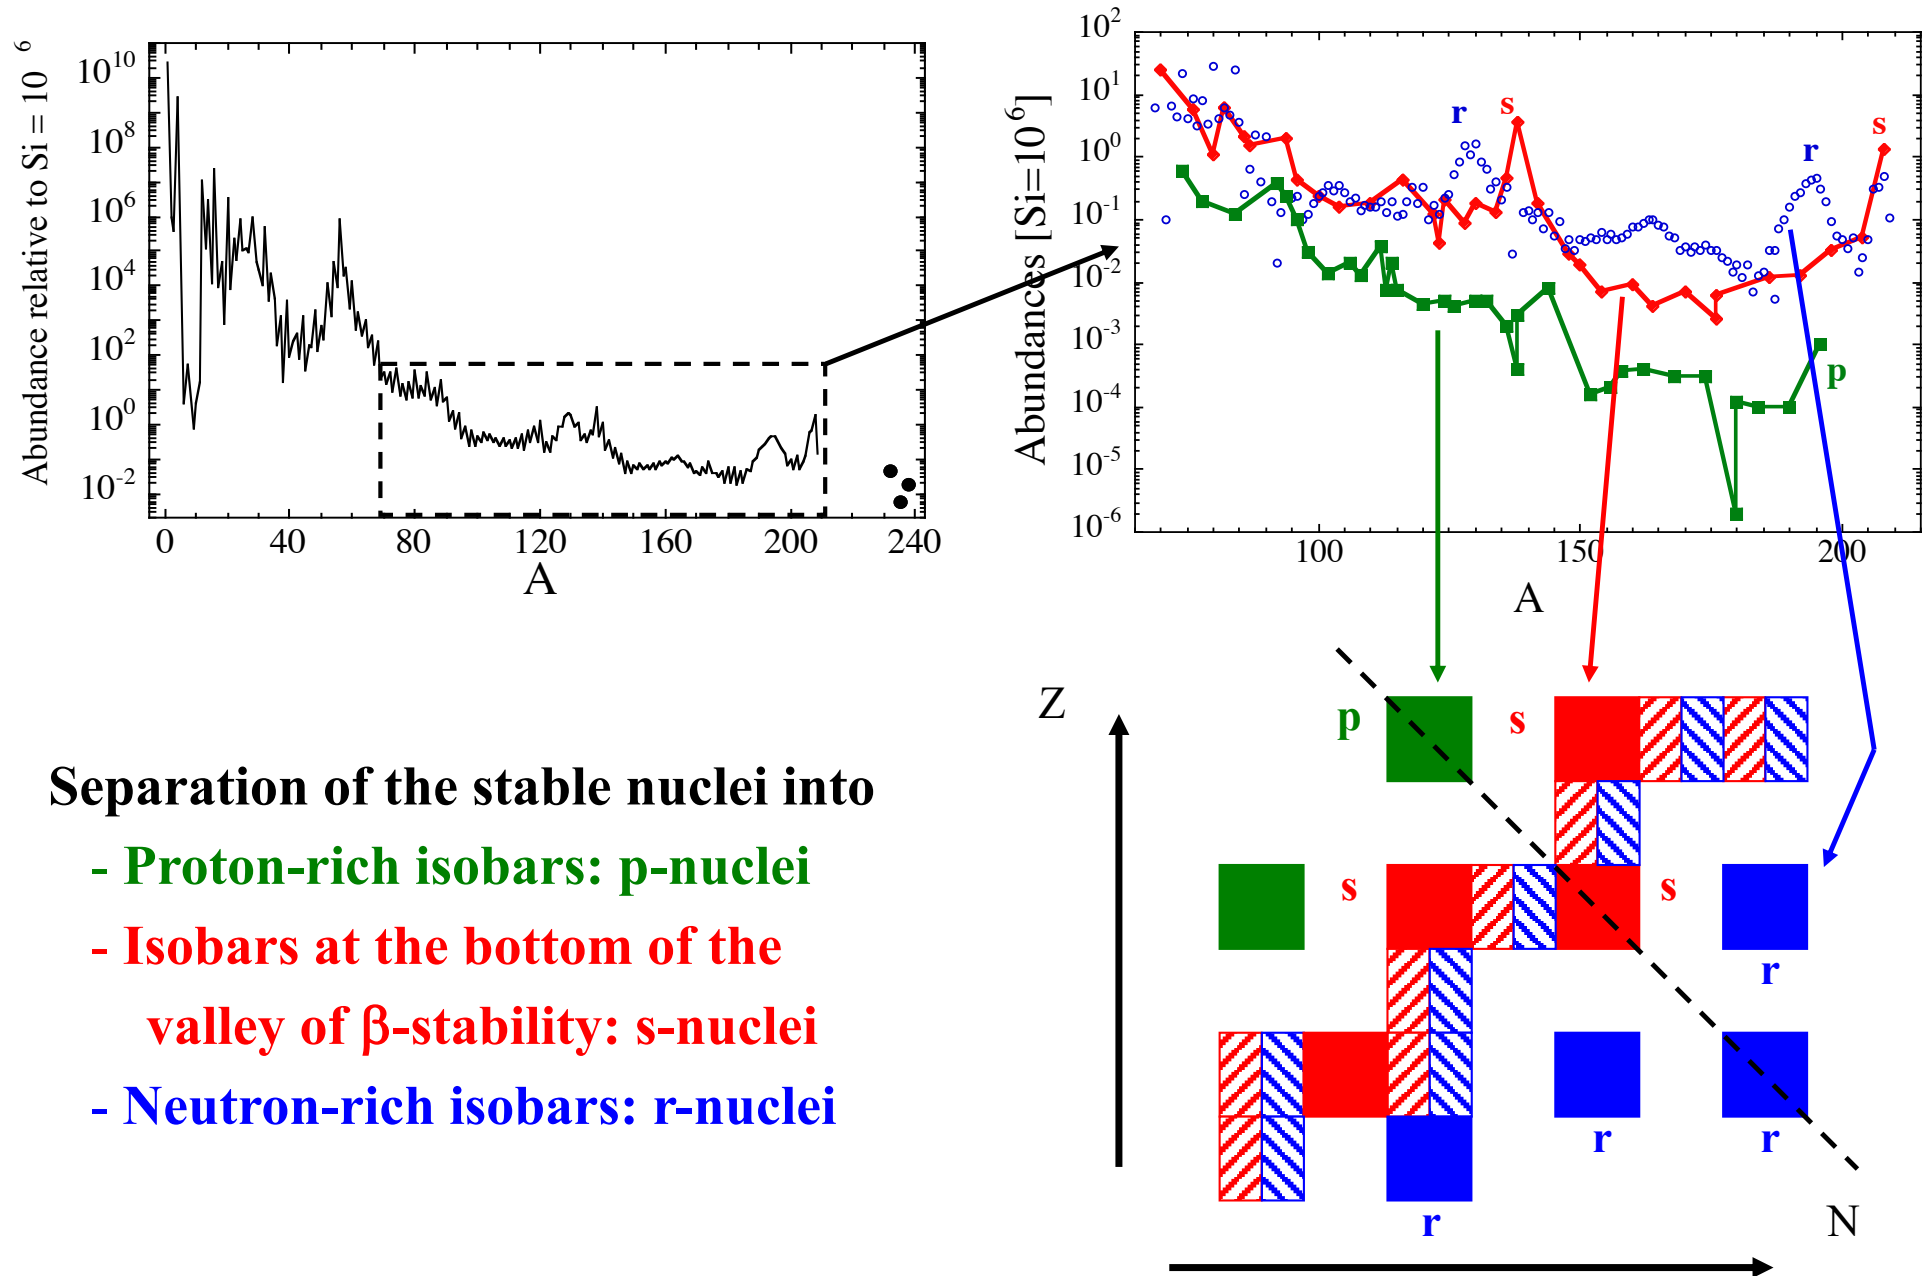 Abundance relative to Si = 10 6
10^10
10^8
10^6
10^4
10^2
10^0
10^-2
0 40 80 120 160 200 240
A
Abundances [Si=10^6]
10^2
10^1
10^0
10^-1
10^-2
10^-3
10^-4
10^-5
10^-6
r s
r s
p
100 150 200
A
Separation of the stable nuclei into
- Proton-rich isobars: p-nuclei
- Isobars at the bottom of the
valley of β-stability: s-nuclei
- Neutron-rich isobars: r-nuclei
Z
p s
s s
r
r r
r
N